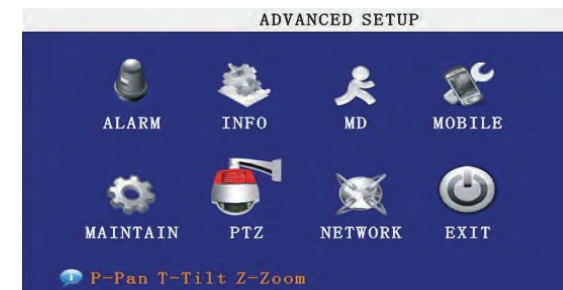 ADVANCED SETUP
ALARM INFO MD MOBILE
MAINTAIN PTZ NETWORK EXIT
P-Pan T-Tilt Z-Zoom